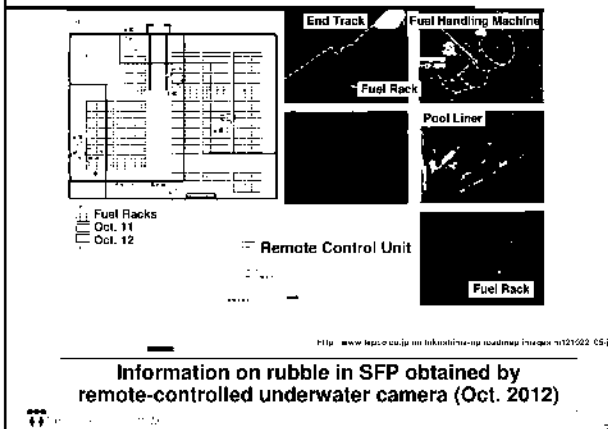 End Track
Fuel Handling Machine
Fuel Rack
Pool Liner
Fuel Racks
Oct. 11
Oct. 12
Remote Control Unit
Fuel Rack
Information on rubble in SFP obtained by
remote-controlled underwater camera (Oct. 2012)